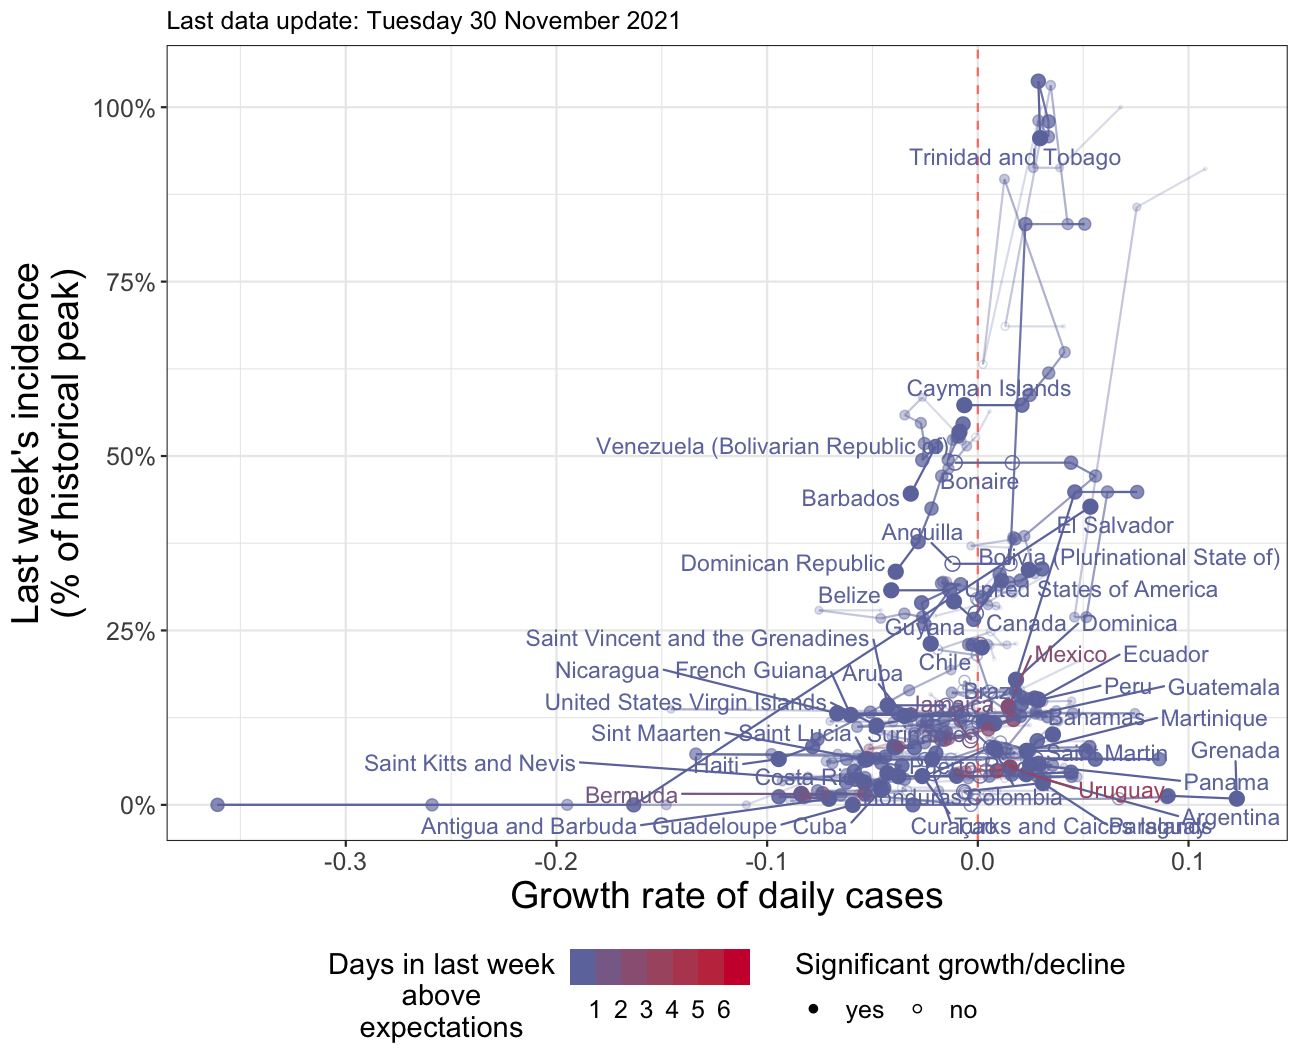 Last data update: Tuesday 30 November 2021
100%
75%
50%
25%
0%
Last week's incidence
(% of historical peak)
Trinidad and Tobago
Cayman Islands
Venezuela (Bolivarian Republic of)
Bonaire
Barbados
El Salvador
Anguilla
Bolivia (Plurinational State of)
Dominican Republic
United States of America
Belize
Canada
Dominica
Guyana
Saint Vincent and the Grenadines
Mexico
Ecuador
Chile
Nicaragua
French Guiana
Aruba
Peru
Guatemala
Brazil
United States Virgin Islands
Jamaica
Bahamas
Martinique
Sint Maarten
Saint Lucia
Suriname
Saint Martin
Grenada
Saint Kitts and Nevis
Haiti
Costa Rica
Puerto Rico
Panama
Bermuda
Uruguay
Honduras
Colombia
Argentina
Antigua and Barbuda
Guadeloupe
Cuba
Curaçao
Turks and Caicos Islands
Paraguay
-0.3
-0.2
-0.1
0.0
0.1
Growth rate of daily cases
Days in last week
above
expectations
1 2 3 4 5 6
Significant growth/decline
yes
no